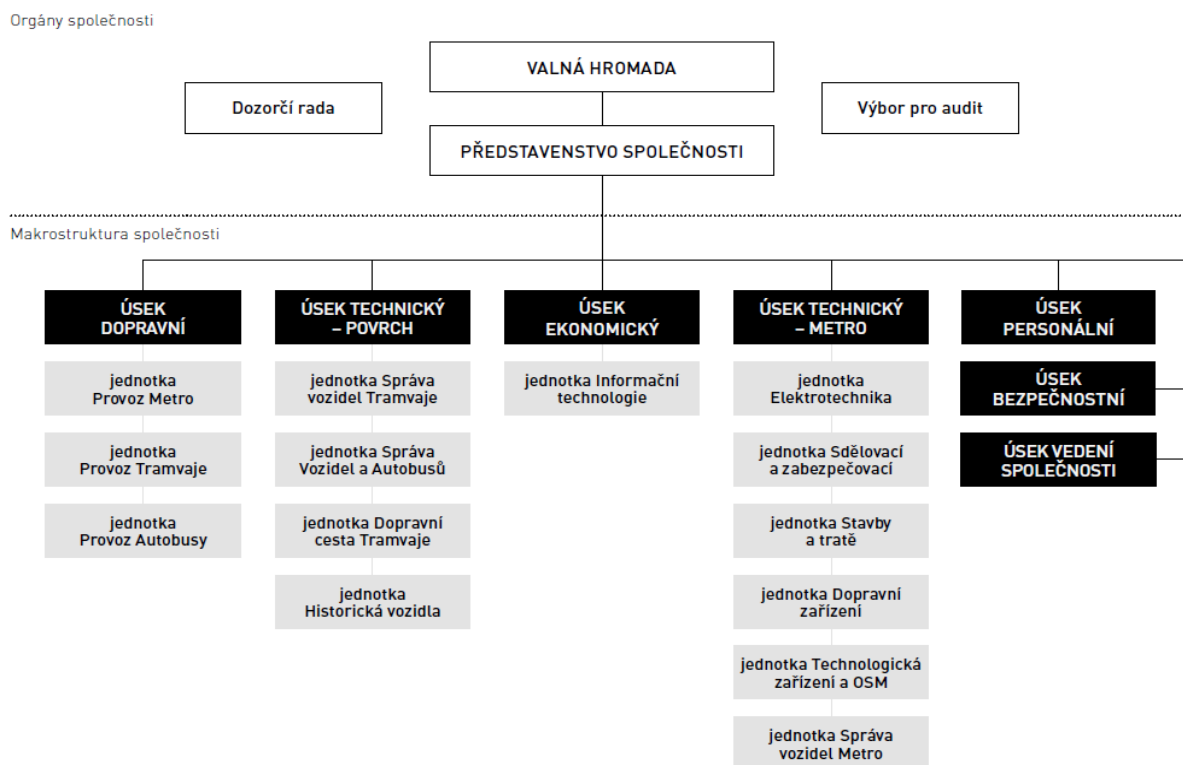 Orgány společnosti
VALNÁ HROMADA
Dozorčí rada
Výbor pro audit
PŘEDSTAVENSTVO SPOLEČNOSTI
Makrostruktura společnosti
ÚSEK
DOPRAVNÍ
jednotka
Provoz Metro
jednotka
Provoz Tramvaje
jednotka
Provoz Autobusy
ÚSEK TECHNICKÝ
– POVRCH
jednotka Správa
vozidel Tramvaje
jednotka Správa
Vozidel a Autobusů
jednotka Dopravní
cesta Tramvaje
jednotka
Historická vozidla
ÚSEK
EKONOMICKÝ
jednotka Informační
technologie
ÚSEK TECHNICKÝ
– METRO
jednotka
Elektrotechnika
jednotka Sdělovací
a zabezpečovací
jednotka Stavby
a tratě
jednotka Dopravní
zařízení
jednotka Technologická
zařízení a OSM
jednotka Správa
vozidel Metro
ÚSEK
PERSONÁLNÍ
ÚSEK
BEZPEČNOSTNÍ
ÚSEK VEDENÍ
SPOLEČNOSTI